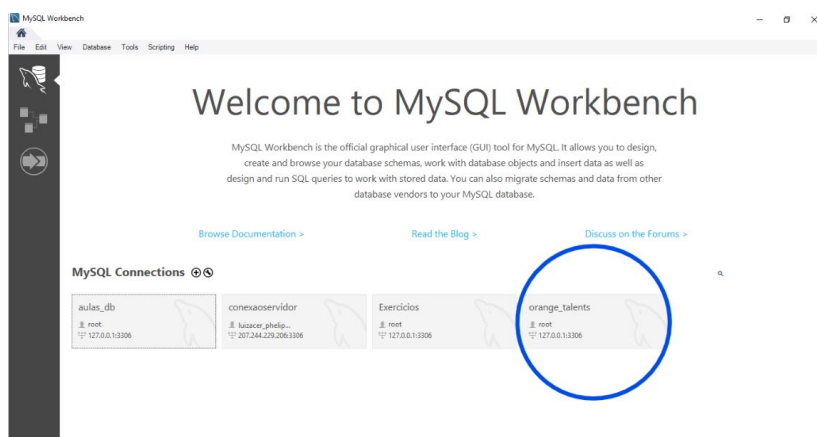 MySQL Workbench
File Edit View Database Tools Scripting Help
Welcome to MySQL Workbench
MySQL Workbench is the official graphical user interface (GUI) tool for MySQL. It allows you to design,
create and browse your database schemas, work with database objects and insert data as well as
design and run SQL queries to work with stored data. You can also migrate schemas and data from other
database vendors to your MySQL database.
Browse Documentation > Read the Blog > Discuss on the Forums >
MySQL Connections
aulas_db conexaoservidor Exercicios orange_talents
root luizacer_phelip... root root
127.0.0.1:3306 207.244.229.206:3306 127.0.0.1:3306 127.0.0.1:3306